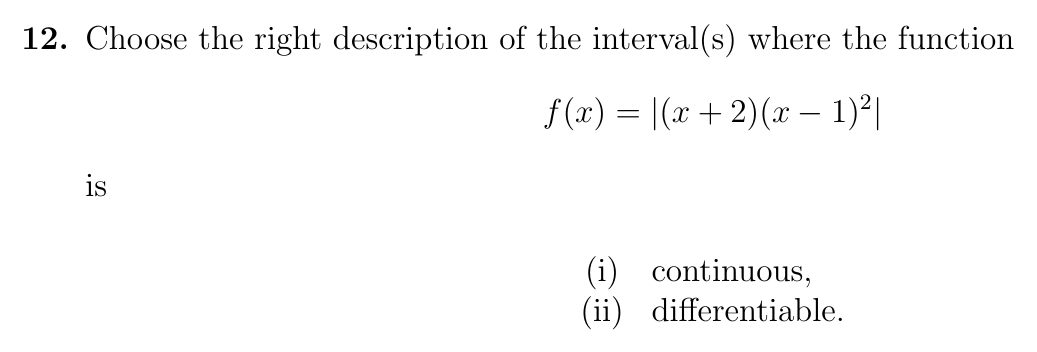 12. Choose the right description of the interval(s) where the function
f(x) = |(x + 2)(x − 1)²|
is
(i) continuous,
(ii) differentiable.